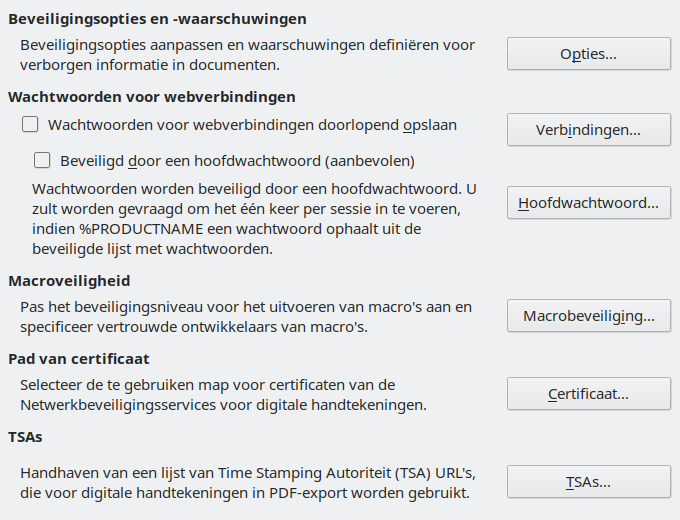 Beveiligingsopties en -waarschuwingen
Beveiligingsopties aanpassen en waarschuwingen definiëren voor
verborgen informatie in documenten.
Opties...
Wachtwoorden voor webverbindingen
Wachtwoorden voor webverbindingen doorlopend opslaan
Verbindingen...
Beveiligd door een hoofdwachtwoord (aanbevolen)
Wachtwoorden worden beveiligd door een hoofdwachtwoord. U
zult worden gevraagd om het één keer per sessie in te voeren,
indien %PRODUCTNAME een wachtwoord ophaalt uit de
beveiligde lijst met wachtwoorden.
Hoofdwachtwoord...
Macroveiligheid
Pas het beveiligingsniveau voor het uitvoeren van macro's aan en
specificeer vertrouwde ontwikkelaars van macro's.
Macrobeveiliging...
Pad van certificaat
Selecteer de te gebruiken map voor certificaten van de
Netwerkbeveiligingsservices voor digitale handtekeningen.
Certificaat...
TSAs
Handhaven van een lijst van Time Stamping Autoriteit (TSA) URL's,
die voor digitale handtekeningen in PDF-export worden gebruikt.
TSAs...